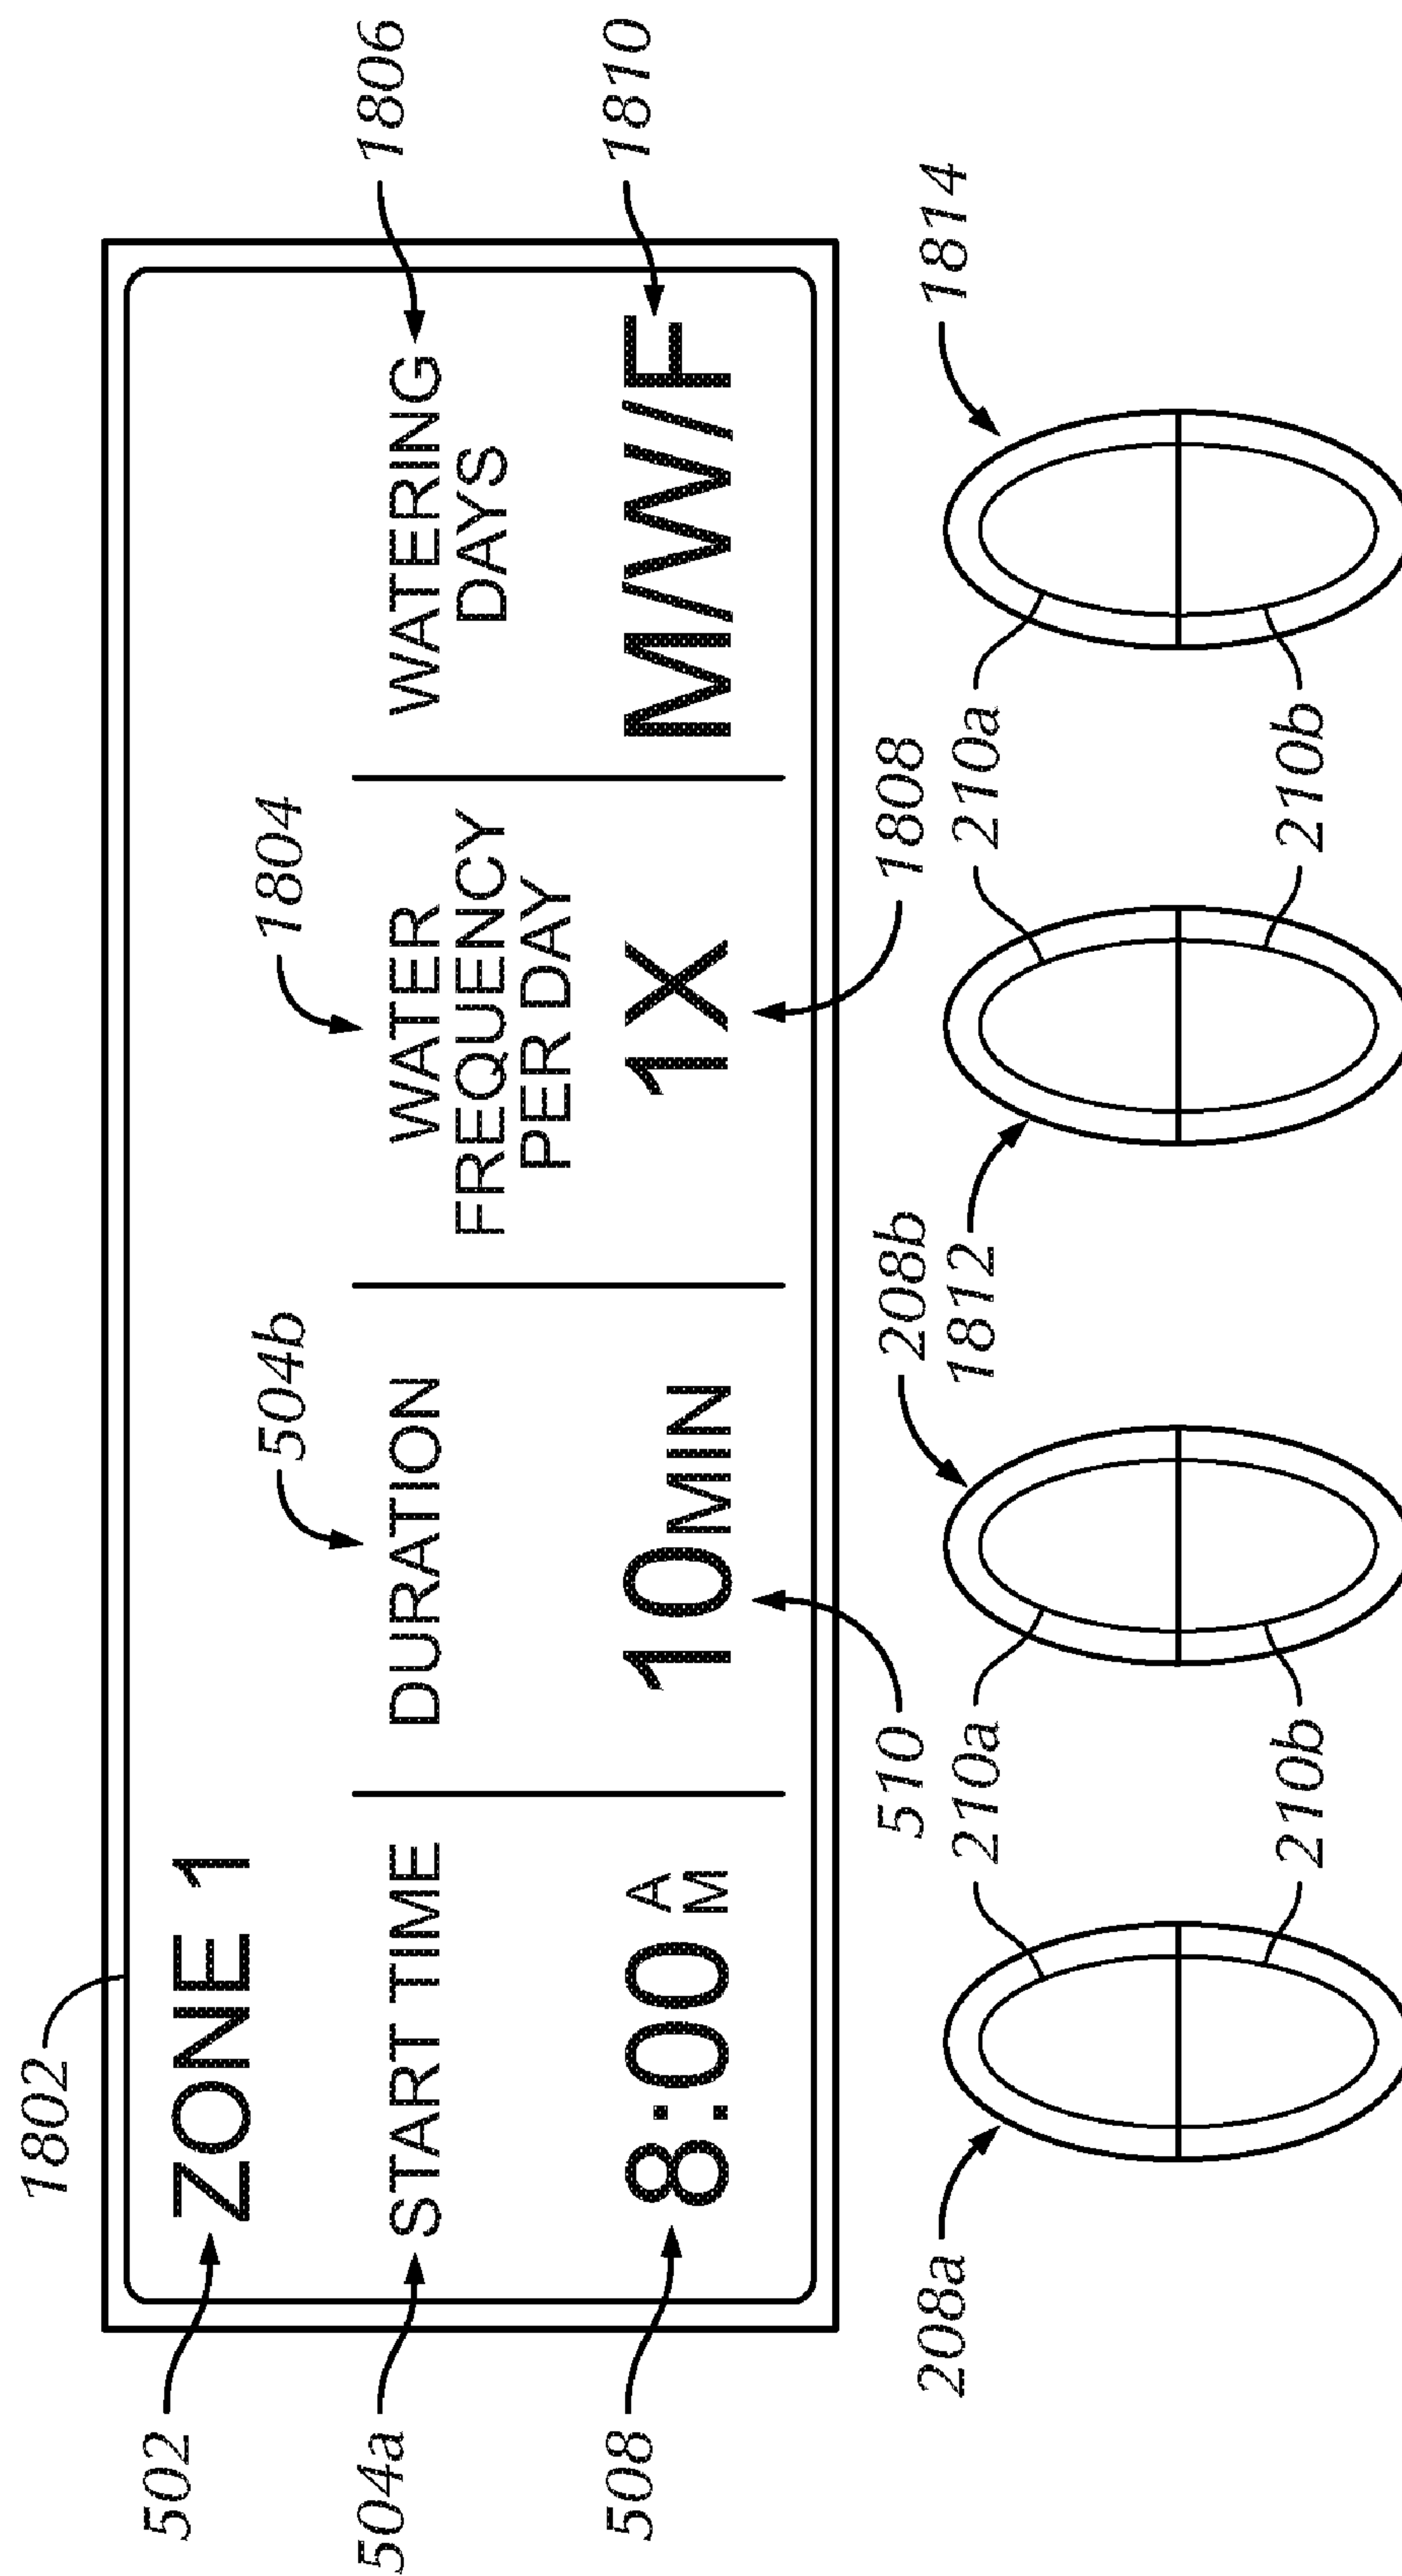 1802
502
ZONE 1
504b
1804
504a
START TIME
DURATION
WATER
FREQUENCY
PER DAY
WATERING
DAYS
1806
508
8:00 AM
10 MIN
1X
M/W/F
1810
510
208b
1808
208a
210a
1812
210a
1814
210b
210b